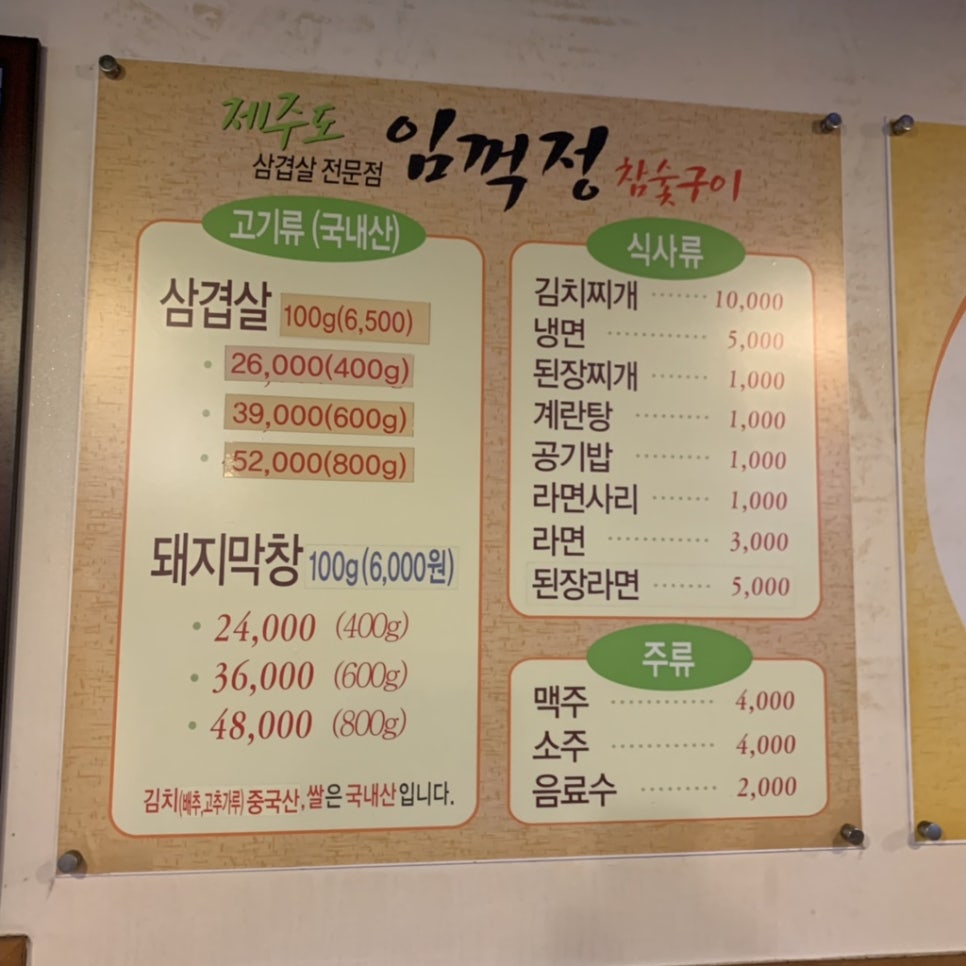 제주도
삼겹살 전문점
임꺽정 참숯구이
고기류 (국내산)
삼겹살 100g(6,500)
• 26,000(400g)
• 39,000(600g)
• 52,000(800g)
돼지막창 100g(6,000원)
• 24,000 (400g)
• 36,000 (600g)
• 48,000 (800g)
김치(배추,고추가루) 중국산, 쌀은 국내산입니다.
식사류
김치찌개 ······· 10,000
냉면 ·········· 5,000
된장찌개 ······· 1,000
계란탕 ········· 1,000
공기밥 ········· 1,000
라면사리 ······· 1,000
라면 ············ 3,000
된장라면 ······· 5,000
주류
맥주 ············ 4,000
소주 ············ 4,000
음료수 ········· 2,000